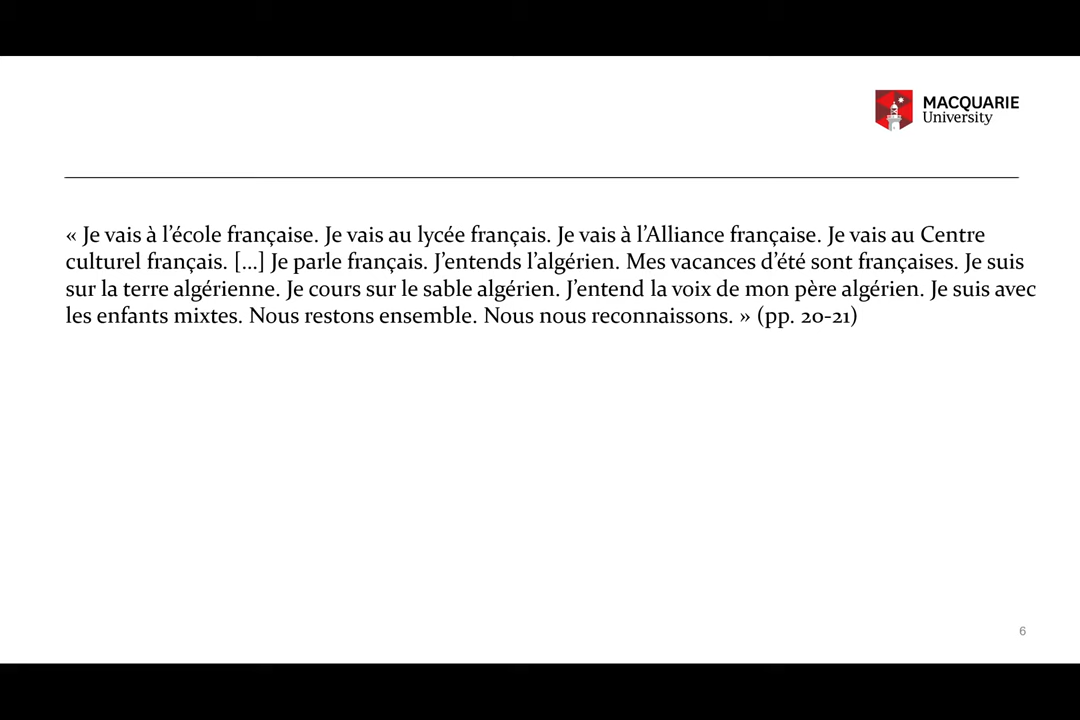 MACQUARIE
University
« Je vais à l’école française. Je vais au lycée français. Je vais à l’Alliance française. Je vais au Centre
culturel français. […] Je parle français. J’entends l’algérien. Mes vacances d’été sont françaises. Je suis
sur la terre algérienne. Je cours sur le sable algérien. J’entend la voix de mon père algérien. Je suis avec
les enfants mixtes. Nous restons ensemble. Nous nous reconnaissons. » (pp. 20-21)
6